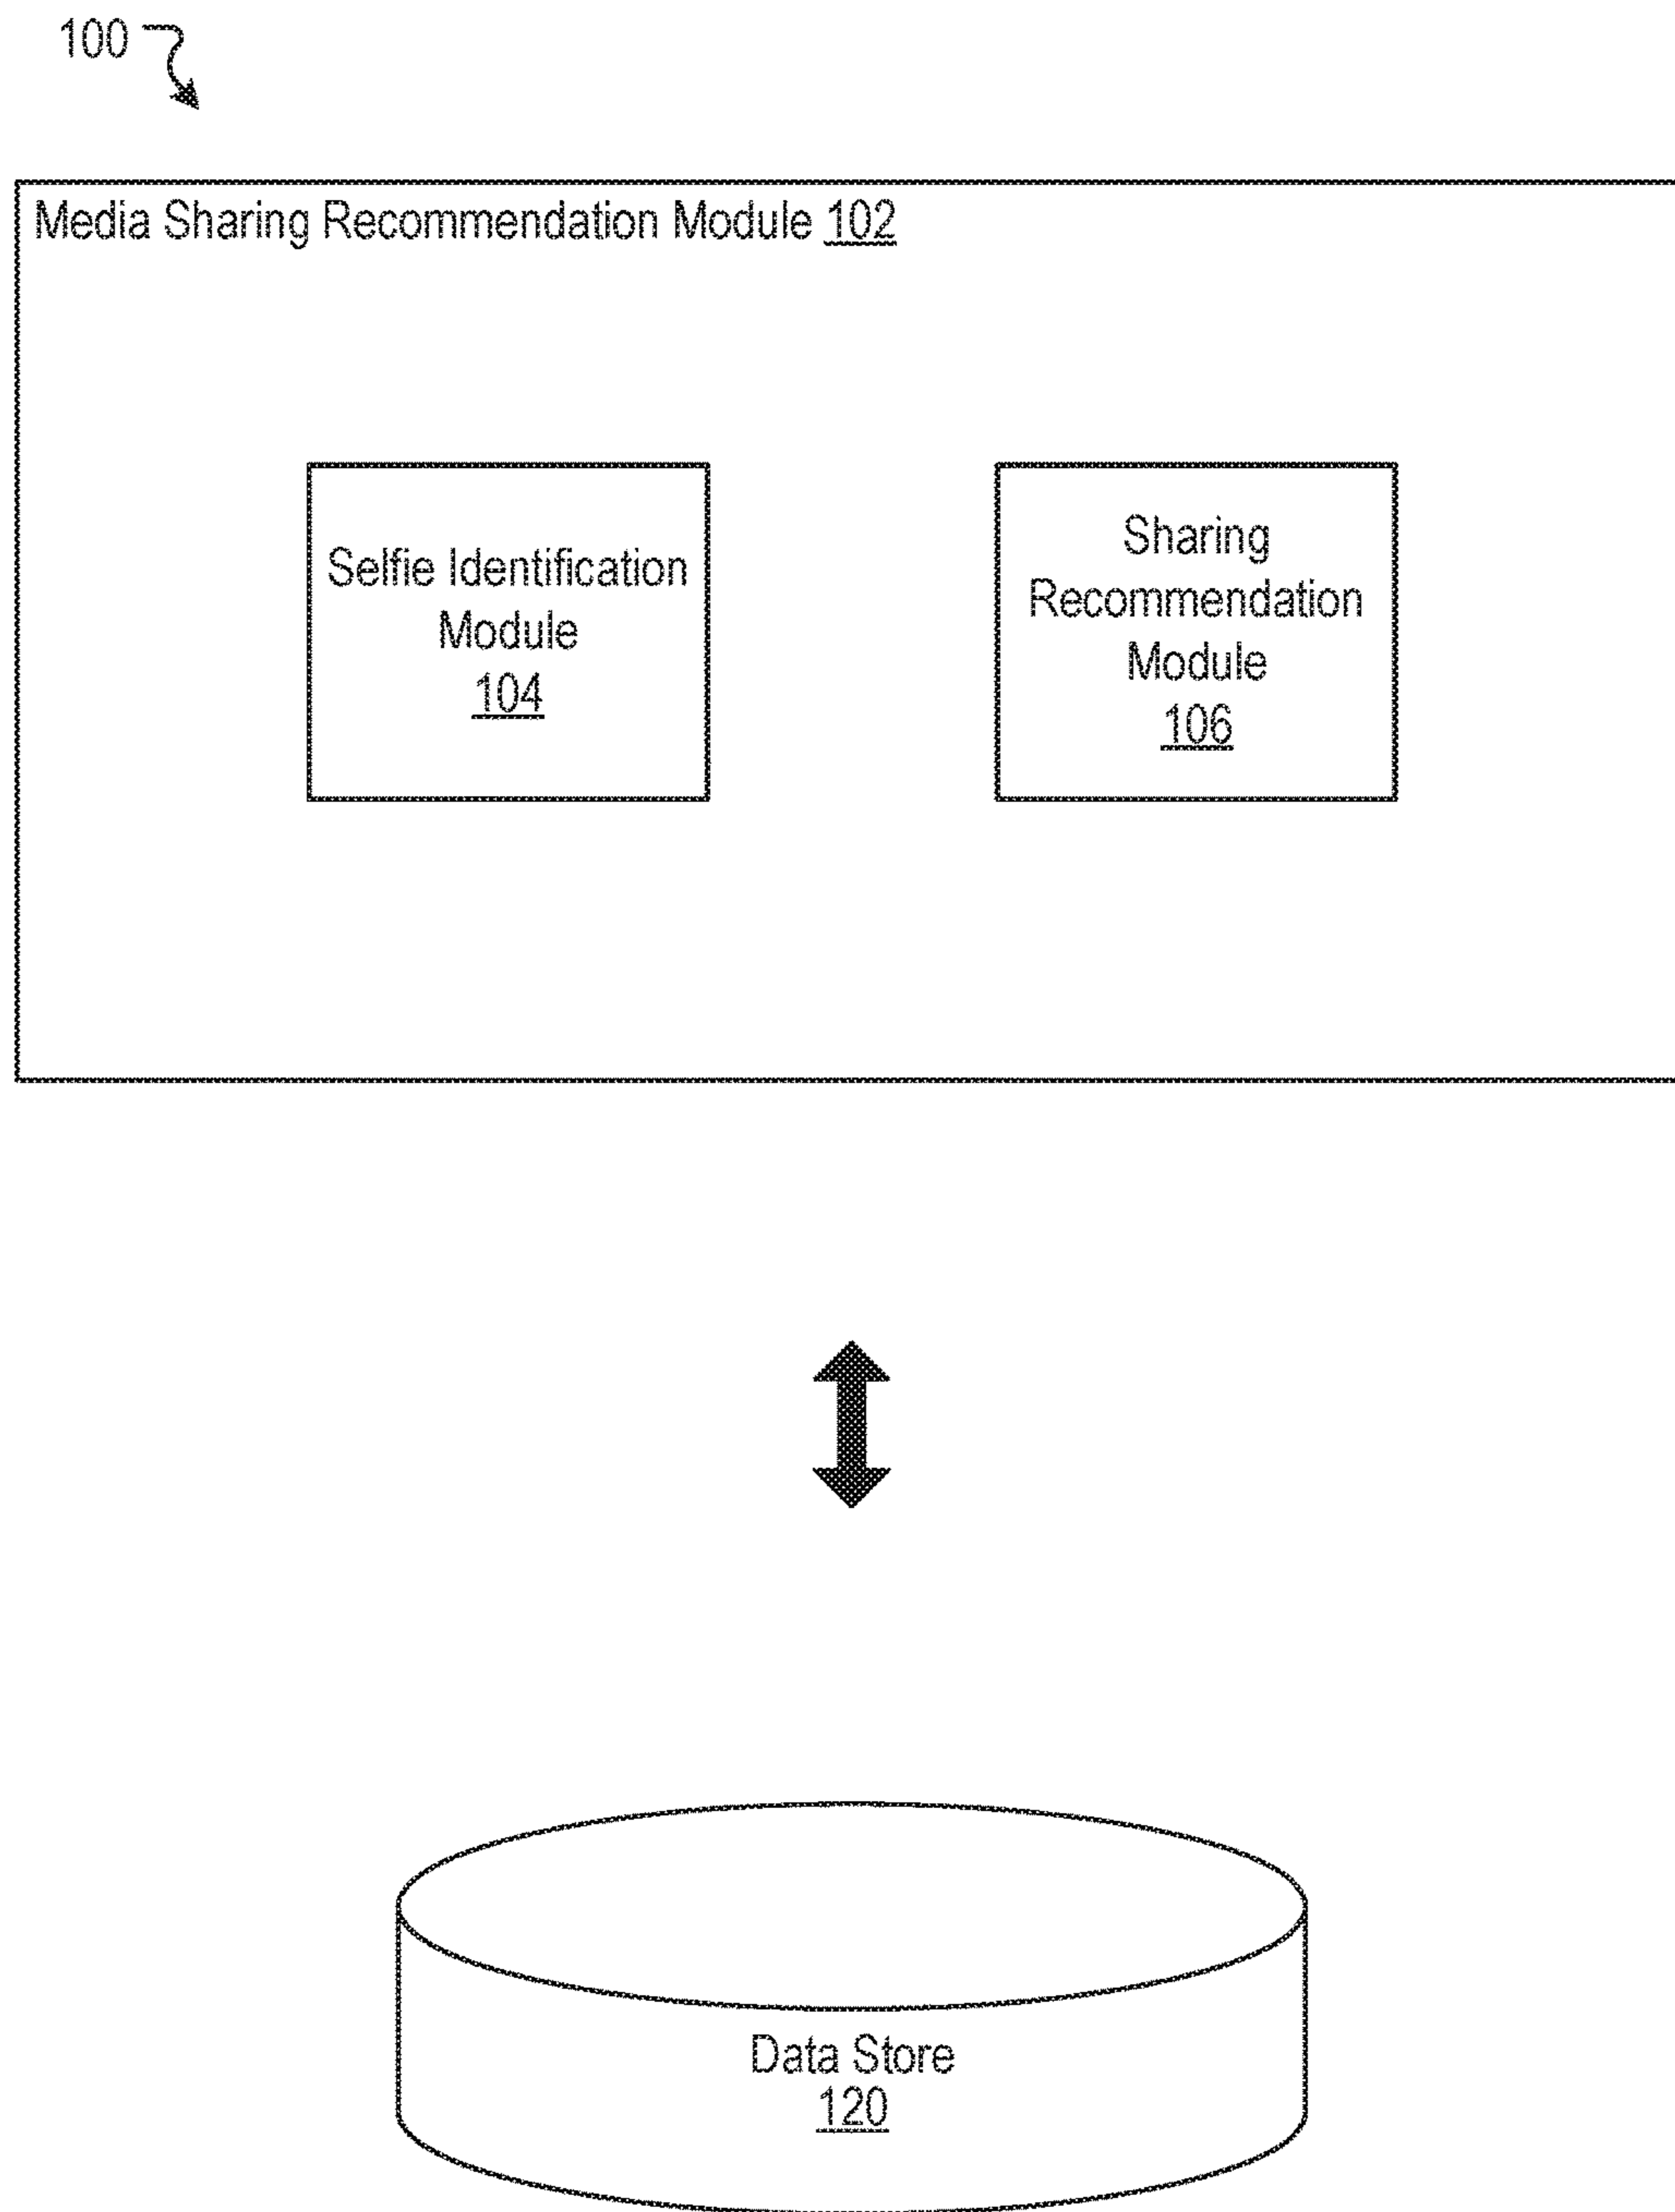 100
Media Sharing Recommendation Module 102
Selfie Identification
Module
104
Sharing
Recommendation
Module
106
Data Store
120